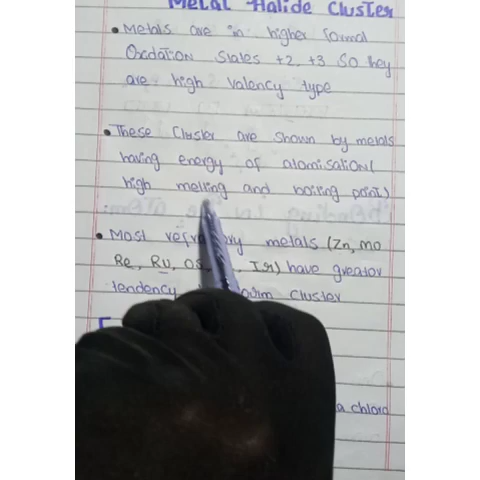 Metal Halide Cluster
• Metals are in higher formal
Oxidation States +2, +3 So they
are high valency type
• These Cluster are shown by metals
having energy of atomisation(
high melting and boiling point)
• Most refractory metals (Zn, Mo
Re, Ru, Os, Ir) have greater
tendency form cluster
a chlorid